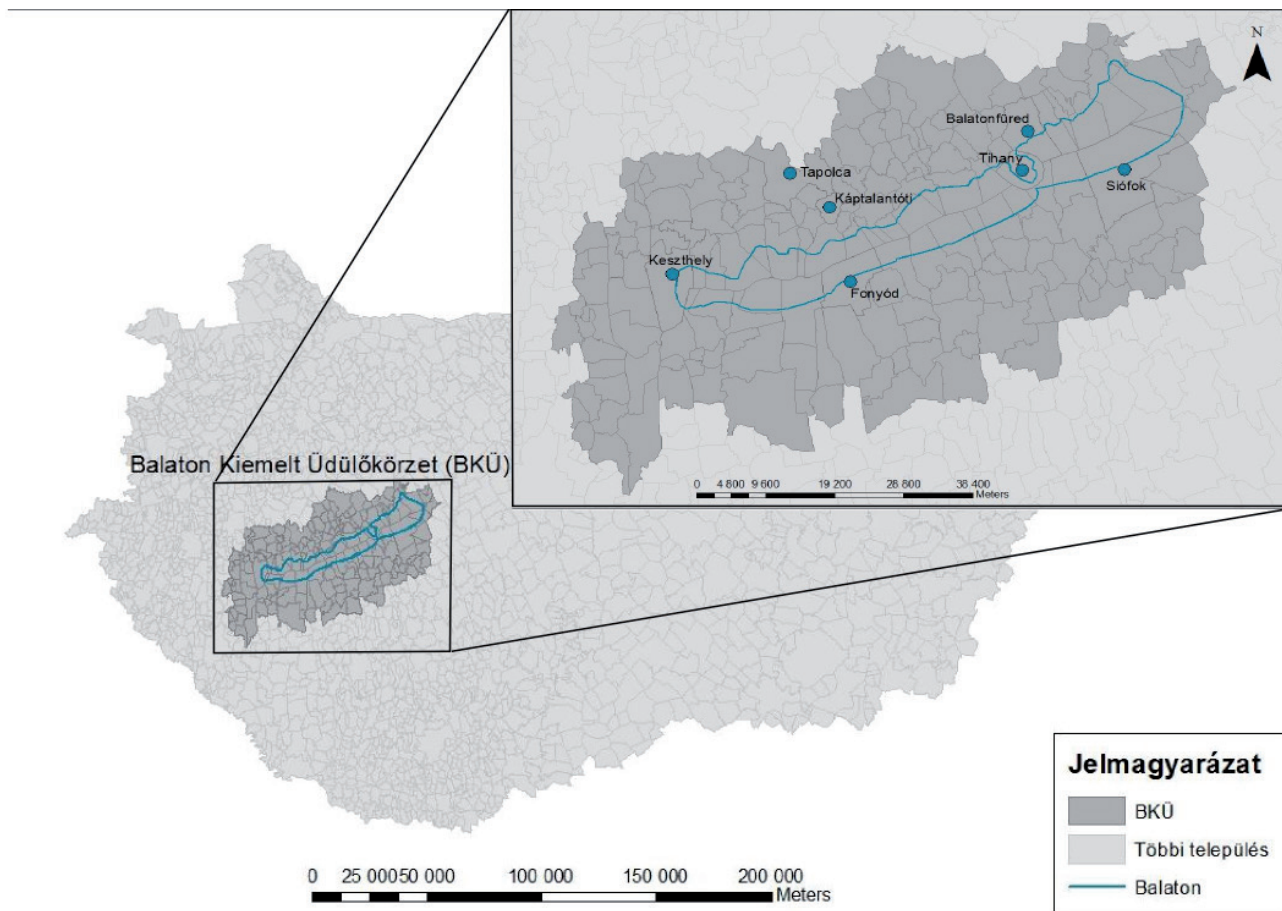 N
Balatonfüred
Tihany
Tapolca
Siófok
Káptalantóti
Keszthely
Fonyód
0 4 800 9 600 19 200 28 800 38 400
Meters
Balaton Kiemelt Üdülőkörzet (BKÜ)
Jelmagyarázat
BKÜ
Többi település
Balaton
0 25 000 50 000 100 000 150 000 200 000
Meters